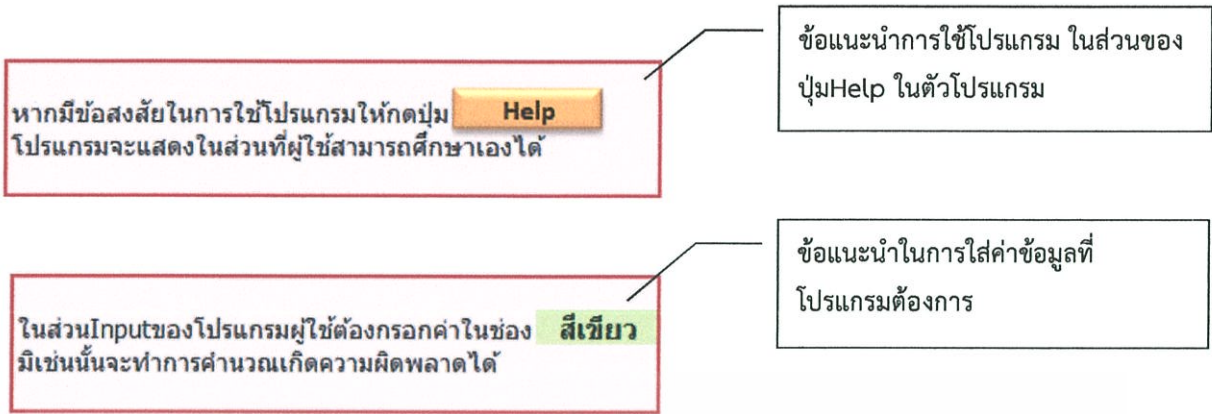 ข้อแนะนำการใช้โปรแกรม ในส่วนของ
ปุ่มHelp ในตัวโปรแกรม
หากมีข้อสงสัยในการใช้โปรแกรมให้กดปุ่ม Help
โปรแกรมจะแสดงในส่วนที่ผู้ใช้สามารถศึกษาเองได้
ข้อแนะนำในการใส่ค่าข้อมูลที่
โปรแกรมต้องการ
ในส่วนInputของโปรแกรมผู้ใช้ต้องกรอกค่าในช่อง สีเขียว
มิเช่นนั้นจะทำการคำนวณเกิดความผิดพลาดได้